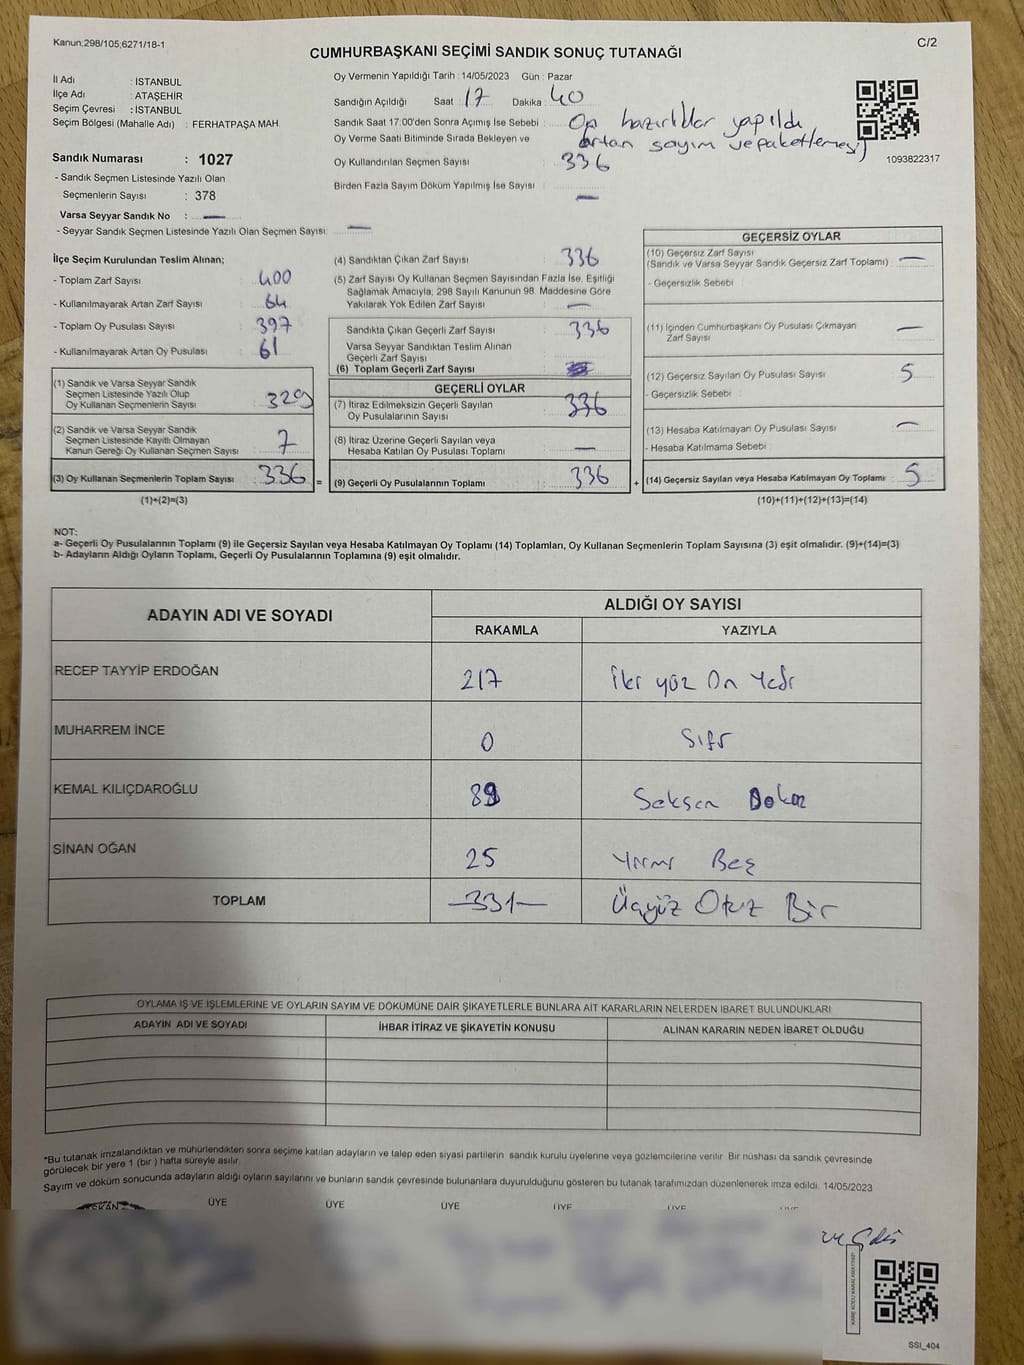 Kanun:298/105;6271/18-1
C/2
CUMHURBAŞKANI SEÇİMİ SANDIK SONUÇ TUTANAĞI
İl Adı : İSTANBUL
İlçe Adı : ATAŞEHİR
Seçim Çevresi : İSTANBUL
Seçim Bölgesi (Mahalle Adı) : FERHATPAŞA MAH.
Sandık Numarası : 1027
- Sandık Seçmen Listesinde Yazılı Olan
Seçmenlerin Sayısı : 378
Varsa Seyyar Sandık No : —
- Seyyar Sandık Seçmen Listesinde Yazılı Olan Seçmen Sayısı: —
Oy Vermenin Yapıldığı Tarih : 14/05/2023 Gün : Pazar
Sandığın Açıldığı Saat : 17 Dakika : 40
Sandık Saat 17:00'den Sonra Açımış İse Sebebi : Ön hazırlıklar yapıldı
Oy Verme Saati Bitiminde Sırada Bekleyen ve artan sayım ve paketlemesi
Oy Kullandırılan Seçmen Sayısı : 336
Birden Fazla Sayım Döküm Yapılmış İse Sayısı : —
1093822317
İlçe Seçim Kurulundan Teslim Alınan;
- Toplam Zarf Sayısı : 400
- Kullanılmayarak Artan Zarf Sayısı : 64
- Toplam Oy Pusulası Sayısı : 397
- Kullanılmayarak Artan Oy Pusulası : 61
(1) Sandık ve Varsa Seyyar Sandık
Seçmen Listesinde Yazılı Olup
Oy Kullanan Seçmenlerin Sayısı : 329
(2) Sandık ve Varsa Seyyar Sandık
Seçmen Listesinde Kayıtlı Olmayan
Kanun Gereği Oy Kullanan Seçmen Sayısı : 7
(3) Oy Kullanan Seçmenlerin Toplam Sayısı : 336 =
(1)+(2)=(3)
(4) Sandıktan Çıkan Zarf Sayısı : 336
(5) Zarf Sayısı Oy Kullanan Seçmen Sayısından Fazla İse, Eşitliği
Sağlamak Amacıyla; 298 Sayılı Kanunun 98. Maddesine Göre
Yakılarak Yok Edilen Zarf Sayısı : —
Sandıkta Çıkan Geçerli Zarf Sayısı : 336
Varsa Seyyar Sandıktan Teslim Alınan
Geçerli Zarf Sayısı :
(6) Toplam Geçerli Zarf Sayısı :
GEÇERLİ OYLAR
(7) İtiraz Edilmeksizin Geçerli Sayılan
Oy Pusulalarının Sayısı : 336
(8) İtiraz Üzerine Geçerli Sayılan veya
Hesaba Katılan Oy Pusulası Toplamı : —
(9) Geçerli Oy Pusulalarının Toplamı : 336 +
GEÇERSİZ OYLAR
(10) Geçersiz Zarf Sayısı
(Sandık ve Varsa Seyyar Sandık Geçersiz Zarf Toplamı) : —
- Geçersizlik Sebebi :
(11) İçinden Cumhurbaşkanı Oy Pusulası Çıkmayan
Zarf Sayısı : —
(12) Geçersiz Sayılan Oy Pusulası Sayısı : 5
- Geçersizlik Sebebi :
(13) Hesaba Katılmayan Oy Pusulası Sayısı : —
- Hesaba Katılmama Sebebi :
(14) Geçersiz Sayılan veya Hesaba Katılmayan Oy Toplamı : 5
(10)+(11)+(12)+(13)=(14)
NOT:
a- Geçerli Oy Pusulalarının Toplamı (9) ile Geçersiz Sayılan veya Hesaba Katılmayan Oy Toplamı (14) Toplamları, Oy Kullanan Seçmenlerin Toplam Sayısına (3) eşit olmalıdır. (9)+(14)=(3)
b- Adayların Aldığı Oyların Toplamı, Geçerli Oy Pusulalarının Toplamına (9) eşit olmalıdır.
ADAYIN ADI VE SOYADI
ALDIĞI OY SAYISI
RAKAMLA YAZIYLA
RECEP TAYYİP ERDOĞAN 217 İki yüz On Yedi
MUHARREM İNCE 0 Sıfır
KEMAL KILIÇDAROĞLU 89 Seksen Dokuz
SİNAN OĞAN 25 Yirmi Beş
TOPLAM —331— Üçyüz Otuz Bir
OYLAMA İŞ VE İŞLEMLERİNE VE OYLARIN SAYIM VE DÖKÜMÜNE DAİR ŞİKAYETLERLE BUNLARA AİT KARARLARIN NELERDEN İBARET BULUNDUKLARI
ADAYIN ADI VE SOYADI İHBAR İTİRAZ VE ŞİKAYETİN KONUSU ALINAN KARARIN NEDEN İBARET OLDUĞU
*Bu tutanak imzalandıktan ve mühürlendikten sonra seçime katılan adayların ve talep eden siyasi partilerin sandık kurulu üyelerine veya gözlemcilerine verilir. Bir nüshası da sandık çevresinde
görülecek bir yere 1 (bir ) hafta süreyle asılır.
Sayım ve döküm sonucunda adayların aldığı oyların sayılarını ve bunların sandık çevresinde bulunanlara duyurulduğunu gösteren bu tutanak tarafımızdan düzenlenerek imza edildi. 14/05/2023
ÜYE ÜYE ÜYE ÜYE ÜYE ÜYE
SSI_404